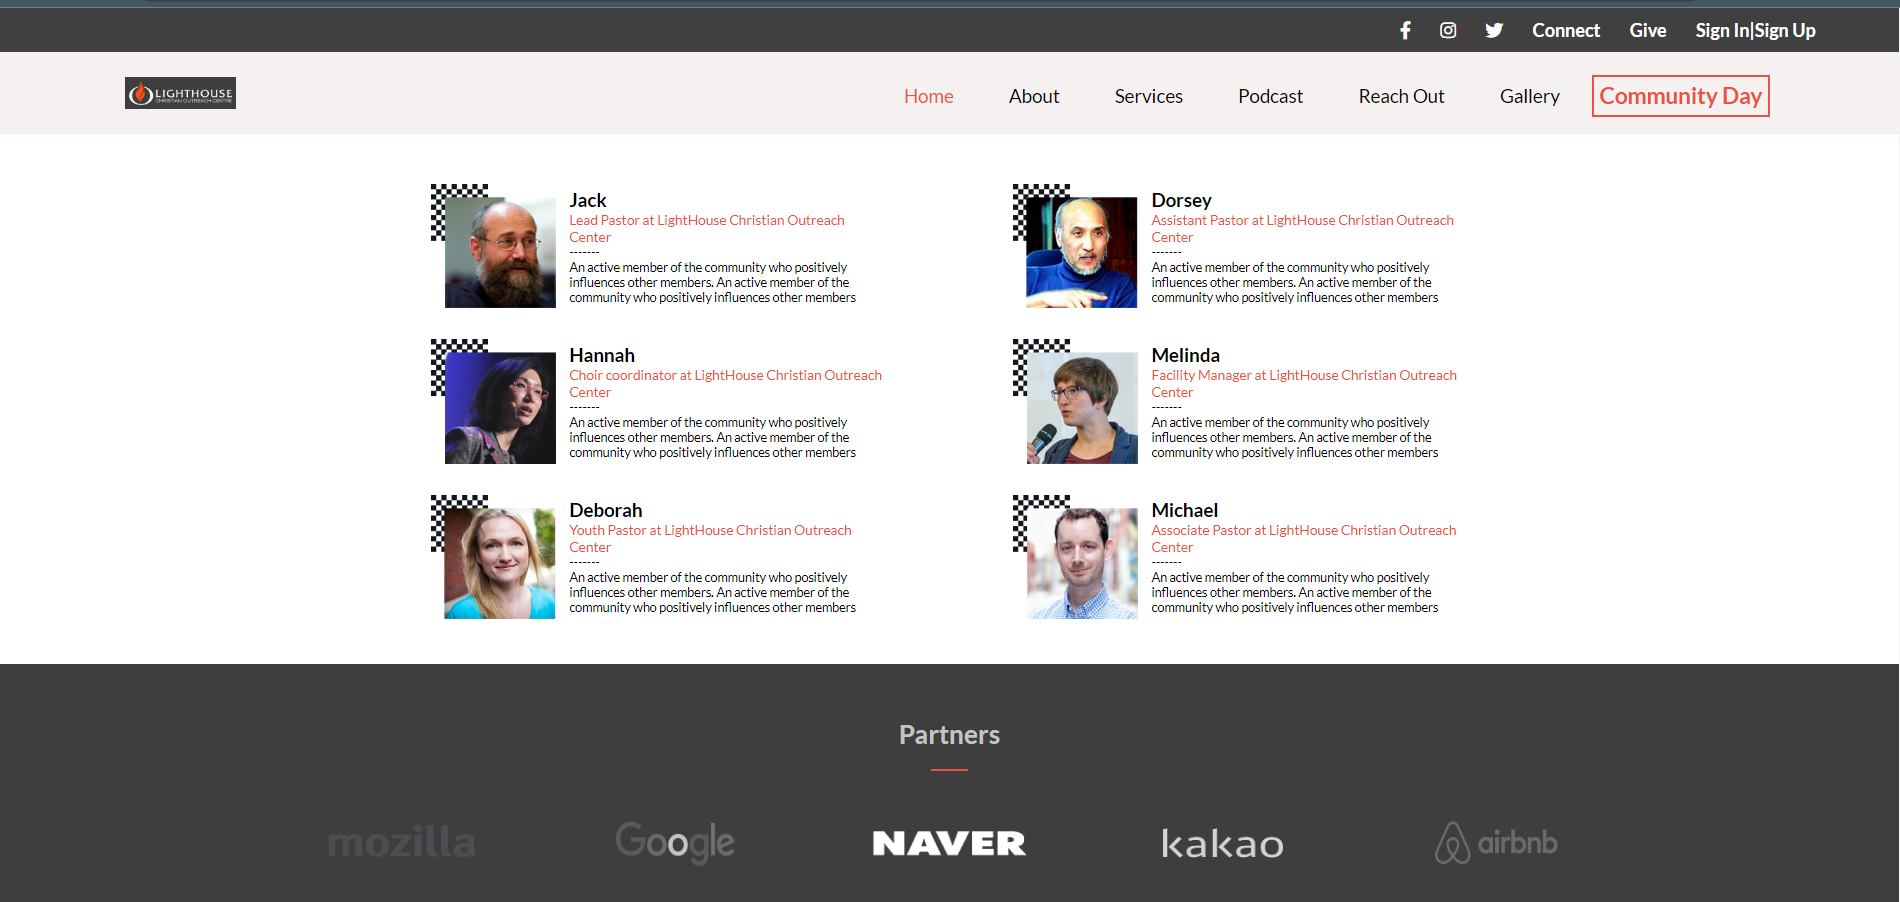 Connect Give Sign In|Sign Up
LIGHTHOUSE
CHRISTIAN OUTREACH CENTRE
Home About Services Podcast Reach Out Gallery Community Day
Jack
Lead Pastor at LightHouse Christian Outreach
Center
-------
An active member of the community who positively
influences other members. An active member of the
community who positively influences other members
Dorsey
Assistant Pastor at LightHouse Christian Outreach
Center
-------
An active member of the community who positively
influences other members. An active member of the
community who positively influences other members
Hannah
Choir coordinator at LightHouse Christian Outreach
Center
-------
An active member of the community who positively
influences other members. An active member of the
community who positively influences other members
Melinda
Facility Manager at LightHouse Christian Outreach
Center
-------
An active member of the community who positively
influences other members. An active member of the
community who positively influences other members
Deborah
Youth Pastor at LightHouse Christian Outreach
Center
-------
An active member of the community who positively
influences other members. An active member of the
community who positively influences other members
Michael
Associate Pastor at LightHouse Christian Outreach
Center
-------
An active member of the community who positively
influences other members. An active member of the
community who positively influences other members
Partners
mozilla Google NAVER kakao airbnb